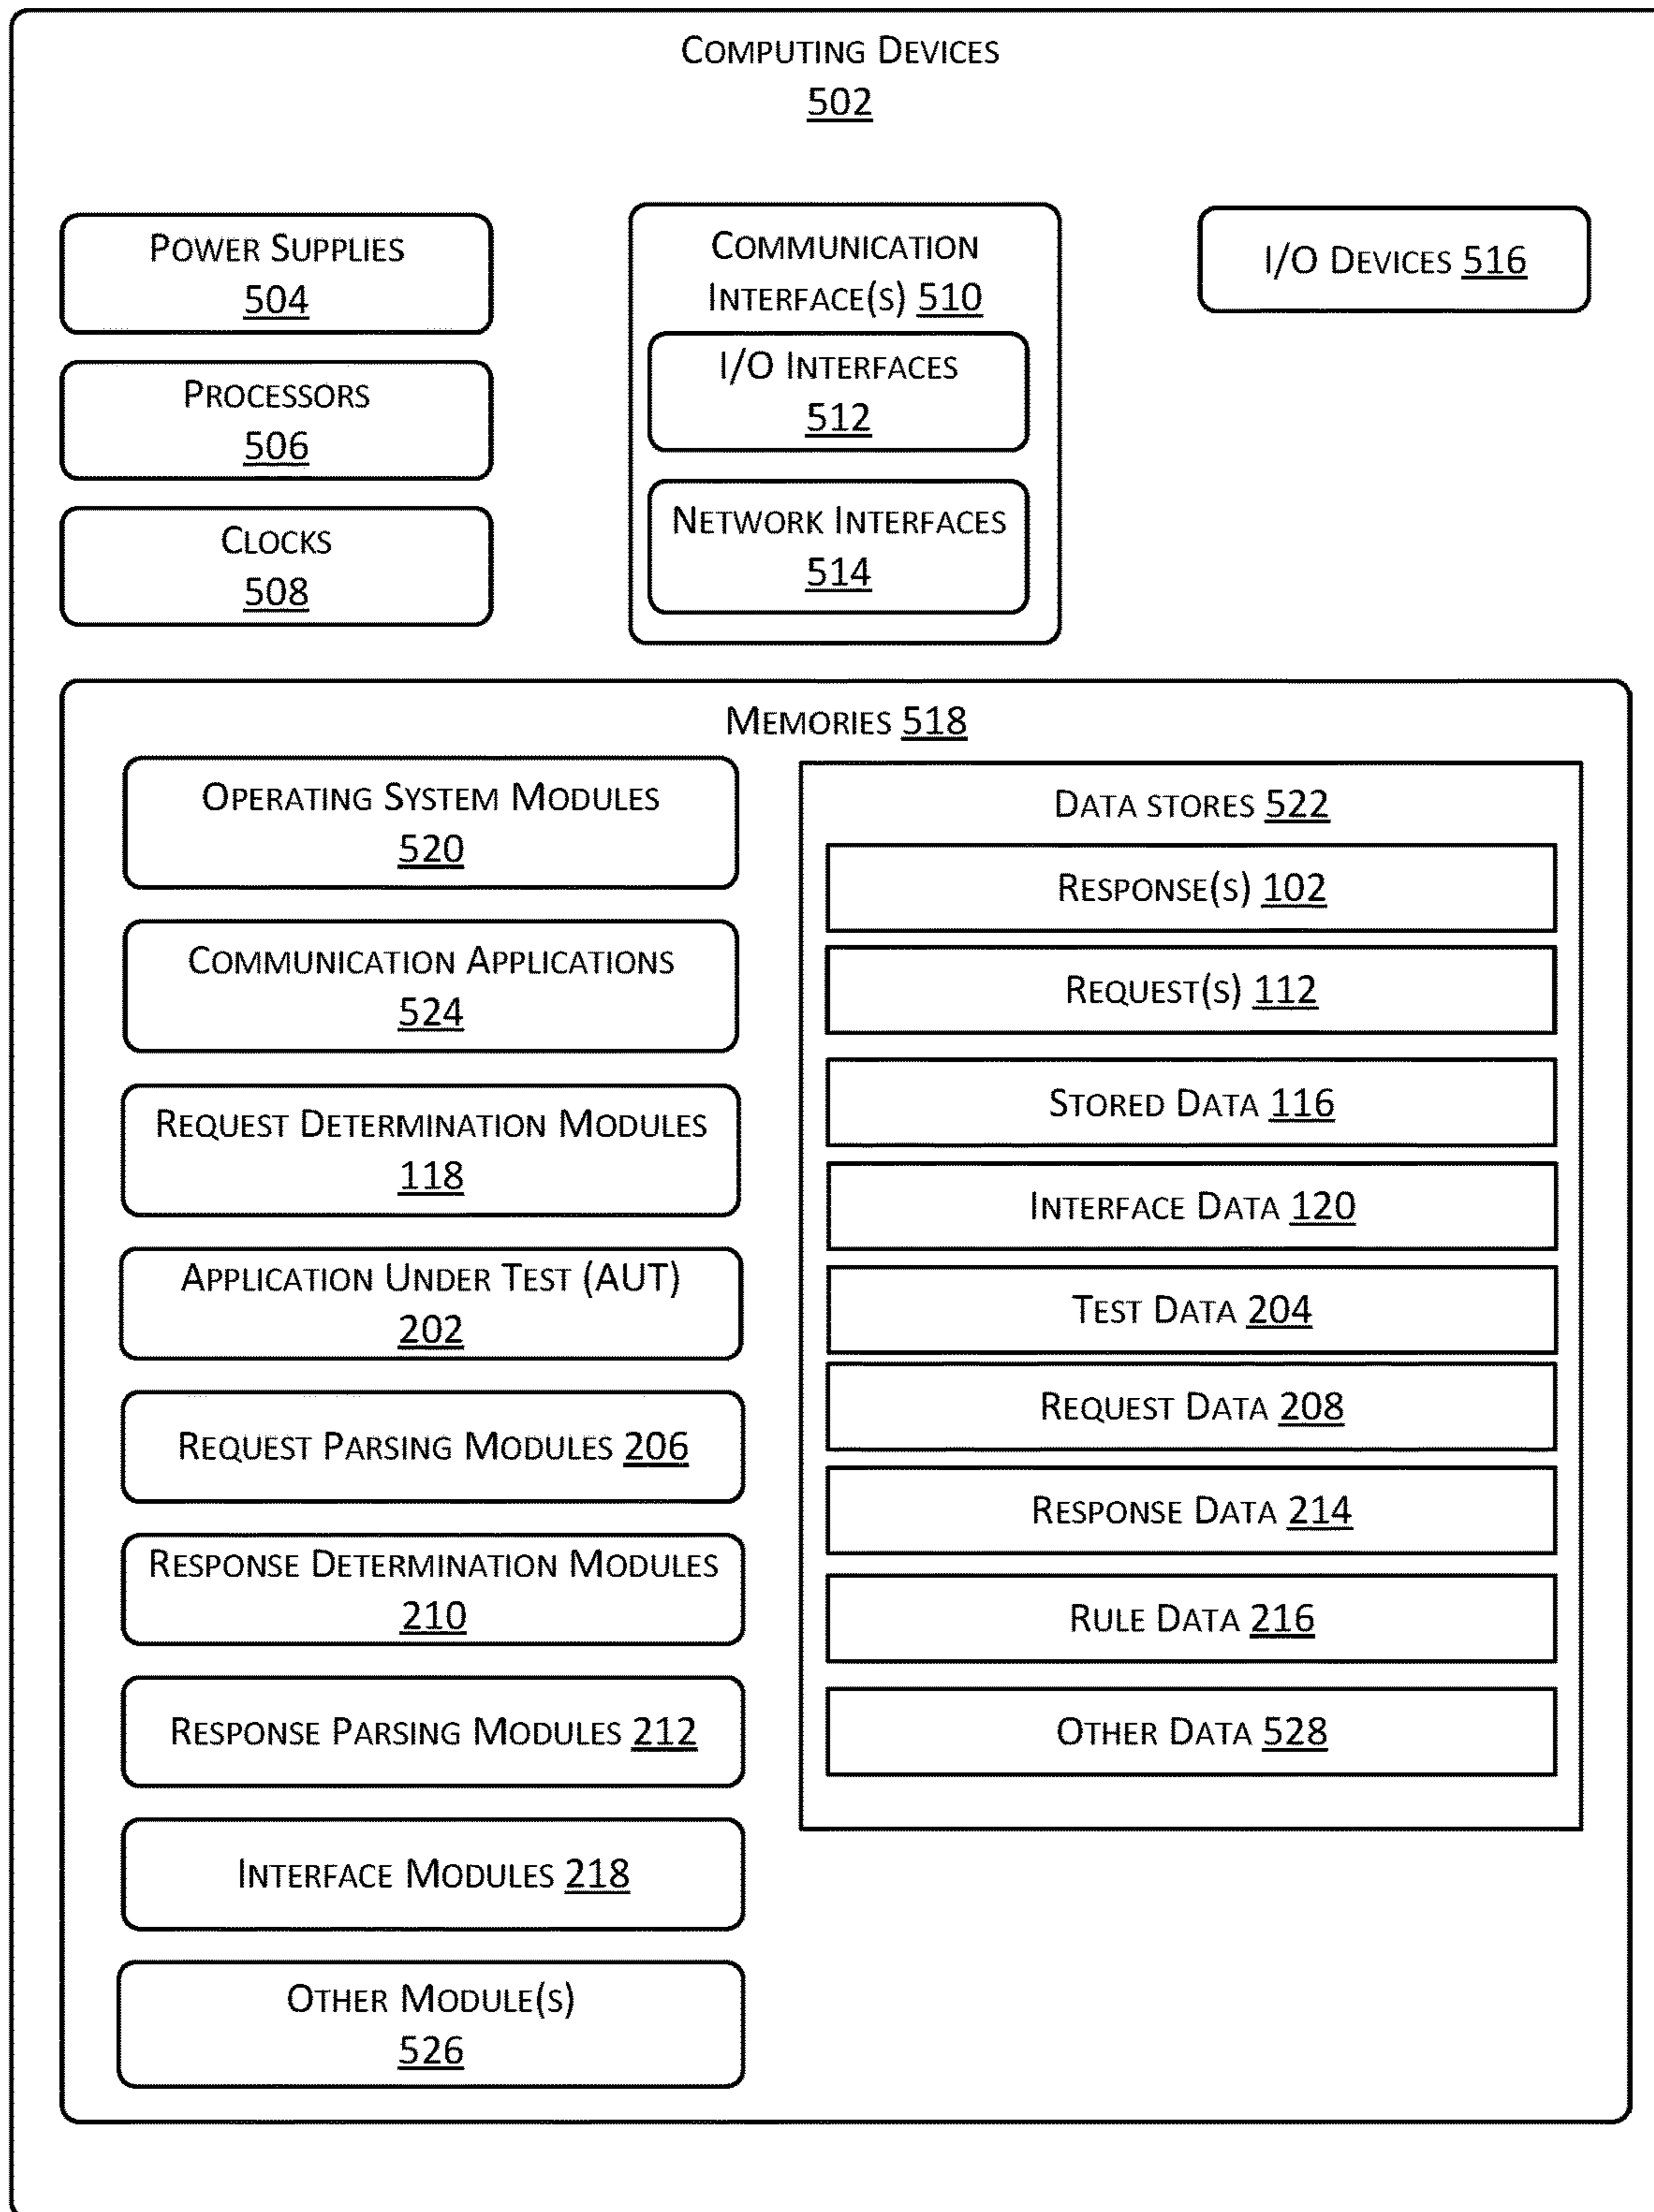 COMPUTING DEVICES
502
POWER SUPPLIES
504
PROCESSORS
506
CLOCKS
508
COMMUNICATION
INTERFACE(S) 510
I/O INTERFACES
512
NETWORK INTERFACES
514
I/O DEVICES 516
MEMORIES 518
OPERATING SYSTEM MODULES
520
COMMUNICATION APPLICATIONS
524
REQUEST DETERMINATION MODULES
118
APPLICATION UNDER TEST (AUT)
202
REQUEST PARSING MODULES 206
RESPONSE DETERMINATION MODULES
210
RESPONSE PARSING MODULES 212
INTERFACE MODULES 218
OTHER MODULE(S)
526
DATA STORES 522
RESPONSE(S) 102
REQUEST(S) 112
STORED DATA 116
INTERFACE DATA 120
TEST DATA 204
REQUEST DATA 208
RESPONSE DATA 214
RULE DATA 216
OTHER DATA 528